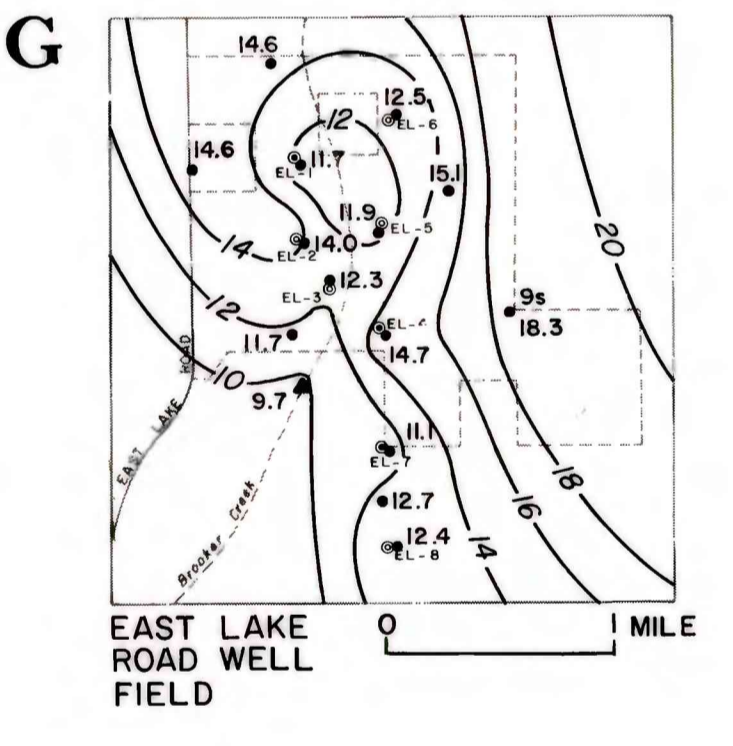 G
14.6
12.5
EL-6
12
14.6
11.7
EL-1
15.1
11.9
EL-5
14
14.0
EL-2
20
12.3
EL-3
12
9s
18.3
EL-
11.7
14.7
ROAD
10
9.7
EAST LAKE
11.1
EL-7
18
Brooker Creek
12.7
16
12.4
EL-8
14
EAST LAKE
ROAD WELL
FIELD
0 1 MILE